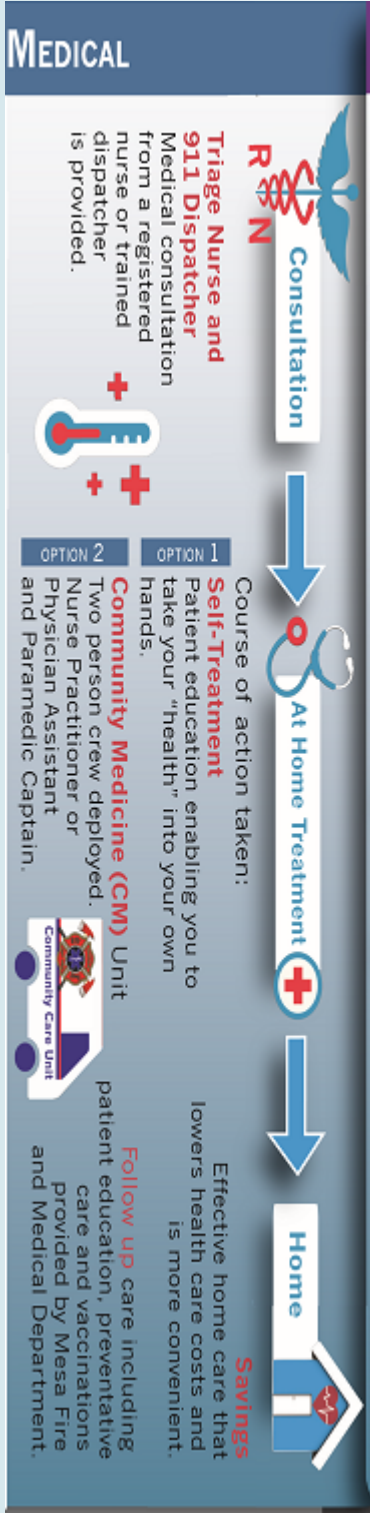 MEDICAL
R N
Consultation
Triage Nurse and
911 Dispatcher
Medical consultation
from a registered
nurse or trained
dispatcher
is provided.
At Home Treatment
Course of action taken:
OPTION 1
Self-Treatment
Patient education enabling you to
take your “health” into your own
hands.
OPTION 2
Community Medicine (CM) Unit
Two person crew deployed.
Nurse Practitioner or
Physician Assistant
and Paramedic Captain.
Community Care Unit
Home
Savings
Effective home care that
lowers health care costs and
is more convenient.
Follow up care including
patient education, preventative
care and vaccinations
provided by Mesa Fire
and Medical Department.